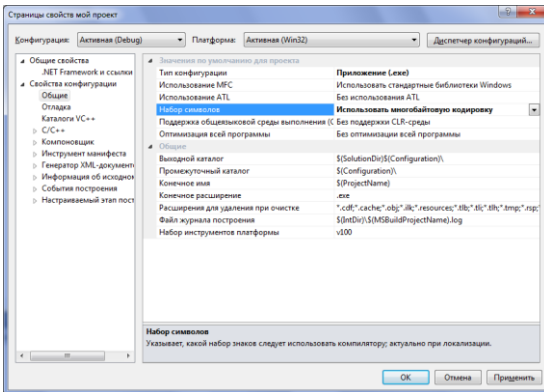 Страницы свойств мой проект
Конфигурация: Активная (Debug) Платформа: Активная (Win32) Диспетчер конфигураций...
Общие свойства
.NET Framework и ссылки
Свойства конфигурации
Общие
Отладка
Каталоги VC++
C/C++
Компоновщик
Инструмент манифеста
Генератор XML-документ
Информация об исходно
События построения
Настраиваемый этап пост
Значения по умолчанию для проекта
Тип конфигурации Приложение (.exe)
Использование MFC Использовать стандартные библиотеки Windows
Использование ATL Без использования ATL
Набор символов Использовать многобайтовую кодировку
Поддержка общеязыковой среды выполнения (C Без поддержки CLR-среды
Оптимизация всей программы Без оптимизации всей программы
Общие
Выходной каталог $(SolutionDir)$(Configuration)\
Промежуточный каталог $(Configuration)\
Конечное имя $(ProjectName)
Конечное расширение .exe
Расширения для удаления при очистке *.cdf;*.cache;*.obj;*.ilk;*.resources;*.tlb;*.tli;*.tlh;*.tmp;*.rsp;
Файл журнала построения $(IntDir)\$(MSBuildProjectName).log
Набор инструментов платформы v100
Набор символов
Указывает, какой набор знаков следует использовать компилятору; актуально при локализации.
ОК Отмена Применить